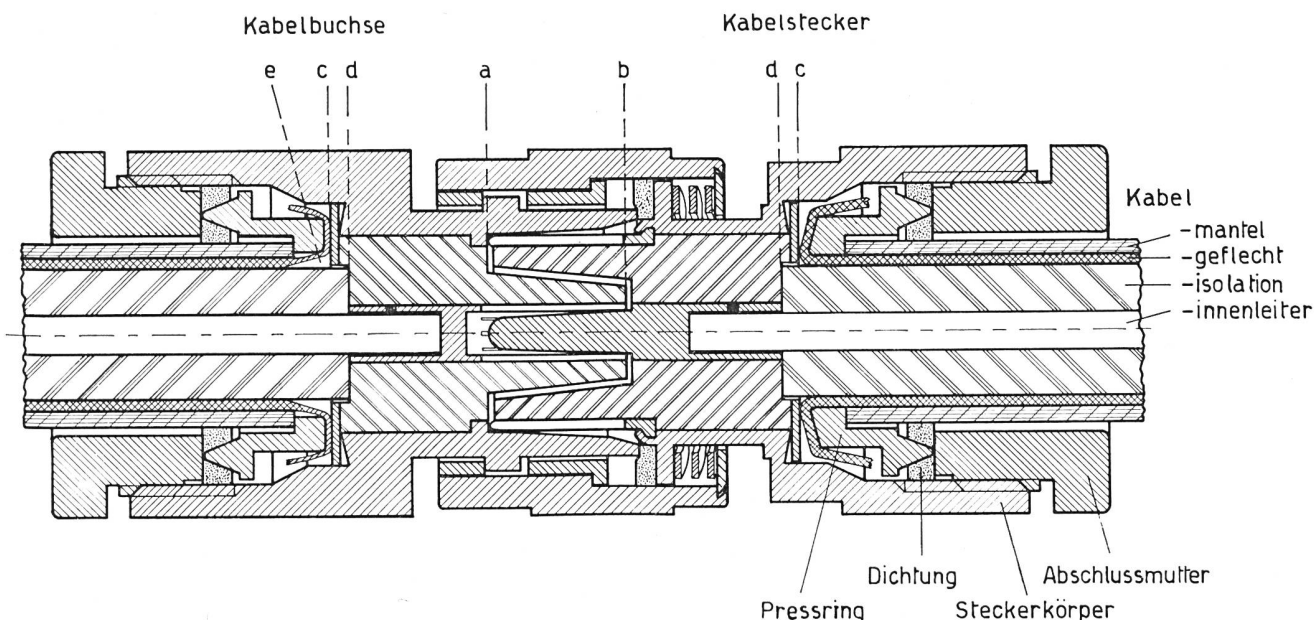 Kabelbuchse
Kabelstecker
e c d a b d c
Kabel
-mantel
-geflecht
-isolation
-innenleiter
Dichtung Abschlussmutter
Pressring Steckerkörper